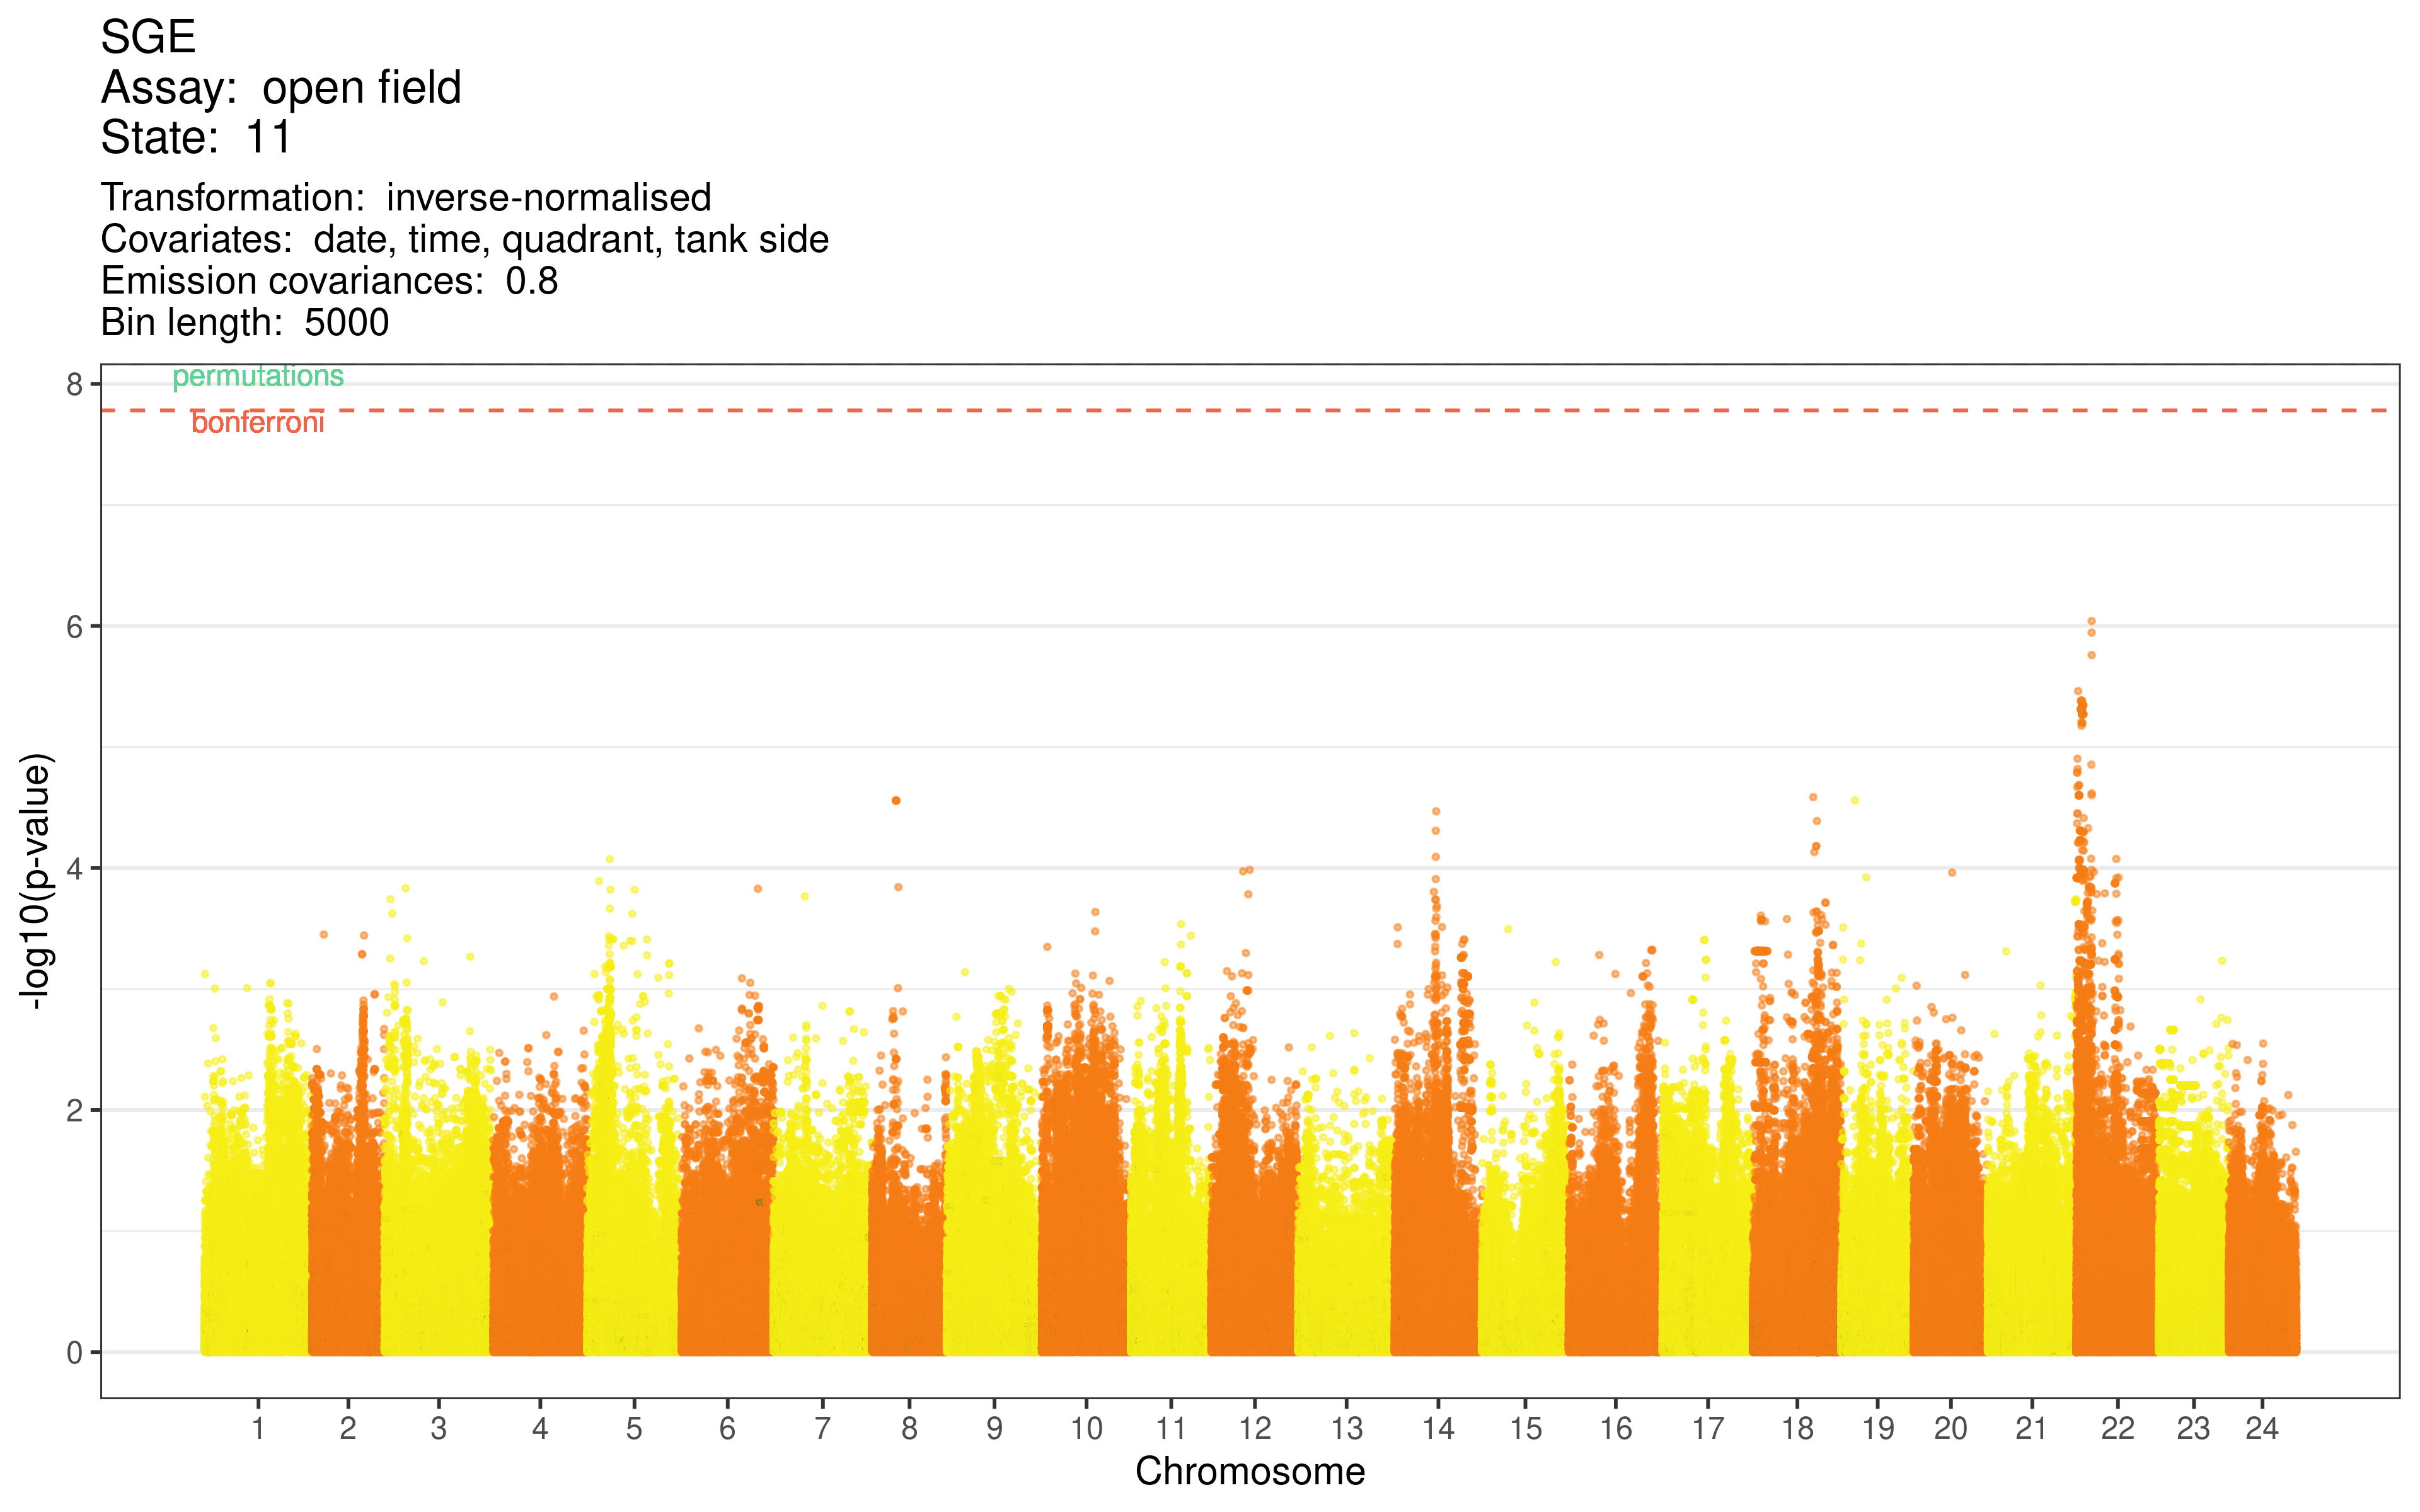 SGE
Assay: open field
State: 11
Transformation: inverse-normalised
Covariates: date, time, quadrant, tank side
Emission covariances: 0.8
Bin length: 5000
permutations
bonferroni
8
6
4
2
0
-log10(p-value)
1 2 3 4 5 6 7 8 9 10 11 12 13 14 15 16 17 18 19 20 21 22 23 24
Chromosome